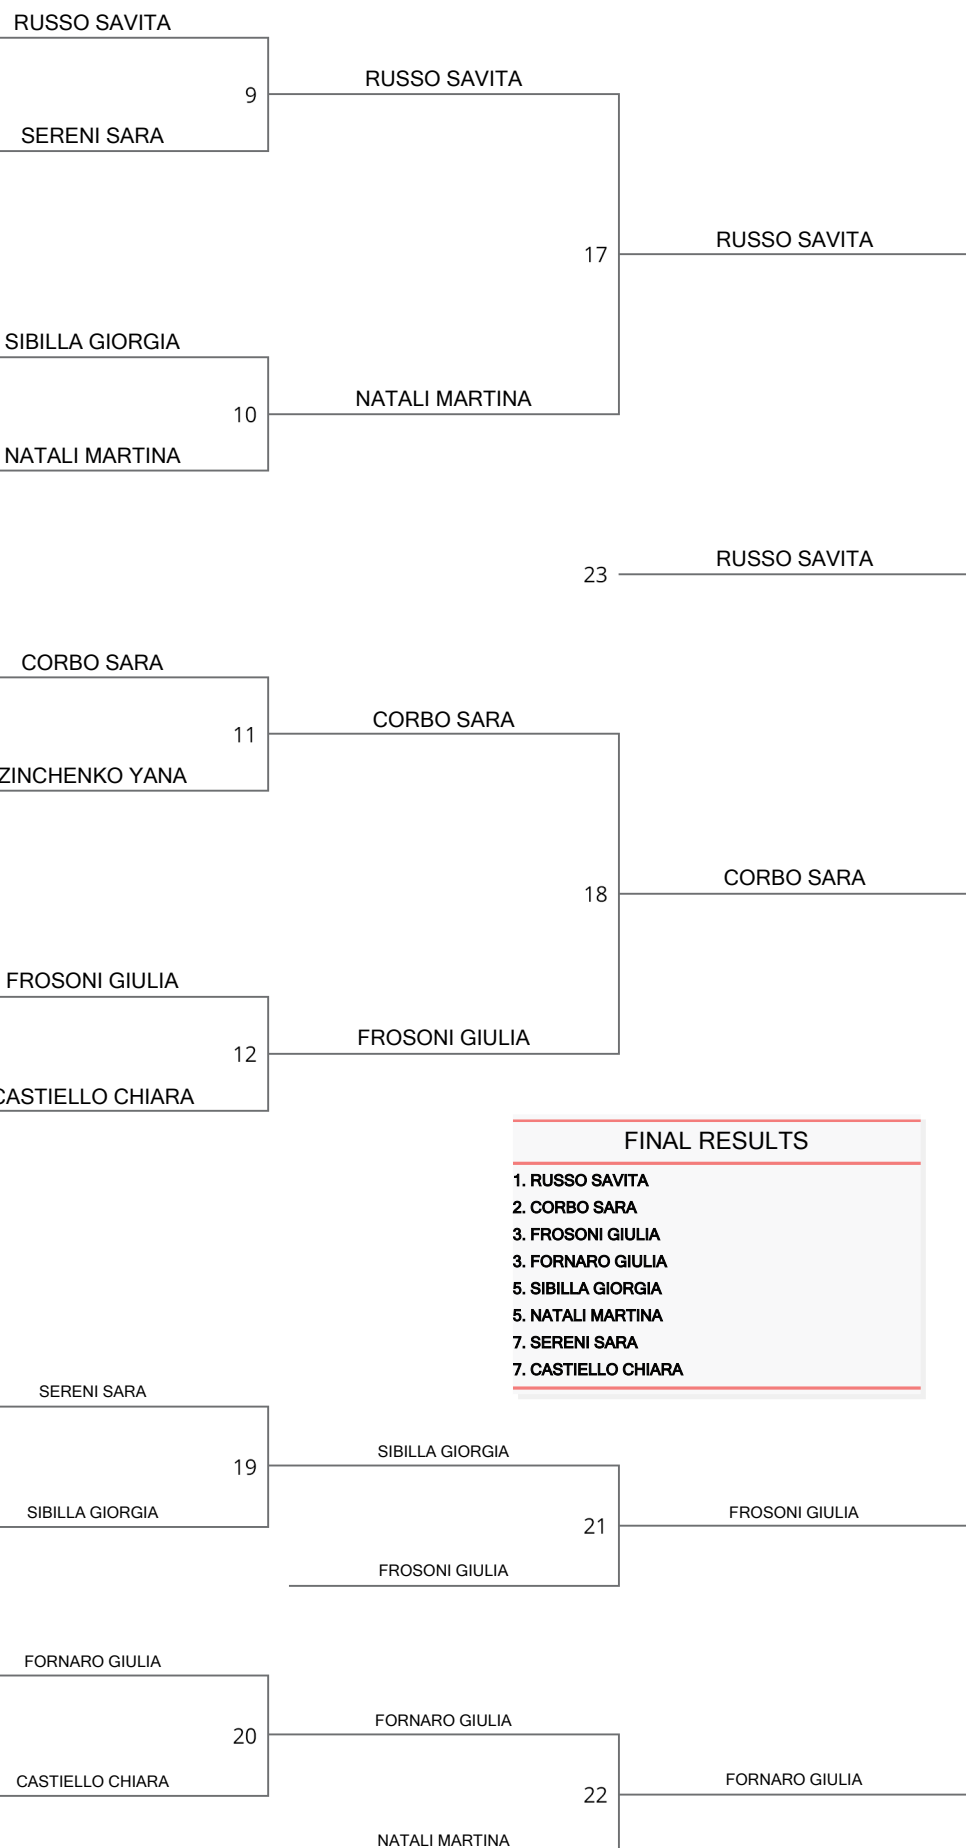 RUSSO SAVITA
9
RUSSO SAVITA
SERENI SARA
17
RUSSO SAVITA
SIBILLA GIORGIA
10
NATALI MARTINA
NATALI MARTINA
23
RUSSO SAVITA
CORBO SARA
11
CORBO SARA
ZINCHENKO YANA
18
CORBO SARA
FROSONI GIULIA
12
FROSONI GIULIA
CASTIELLO CHIARA
FINAL RESULTS
1. RUSSO SAVITA
2. CORBO SARA
3. FROSONI GIULIA
3. FORNARO GIULIA
5. SIBILLA GIORGIA
5. NATALI MARTINA
7. SERENI SARA
7. CASTIELLO CHIARA
SERENI SARA
19
SIBILLA GIORGIA
SIBILLA GIORGIA
21
FROSONI GIULIA
FROSONI GIULIA
FORNARO GIULIA
20
FORNARO GIULIA
CASTIELLO CHIARA
22
FORNARO GIULIA
NATALI MARTINA